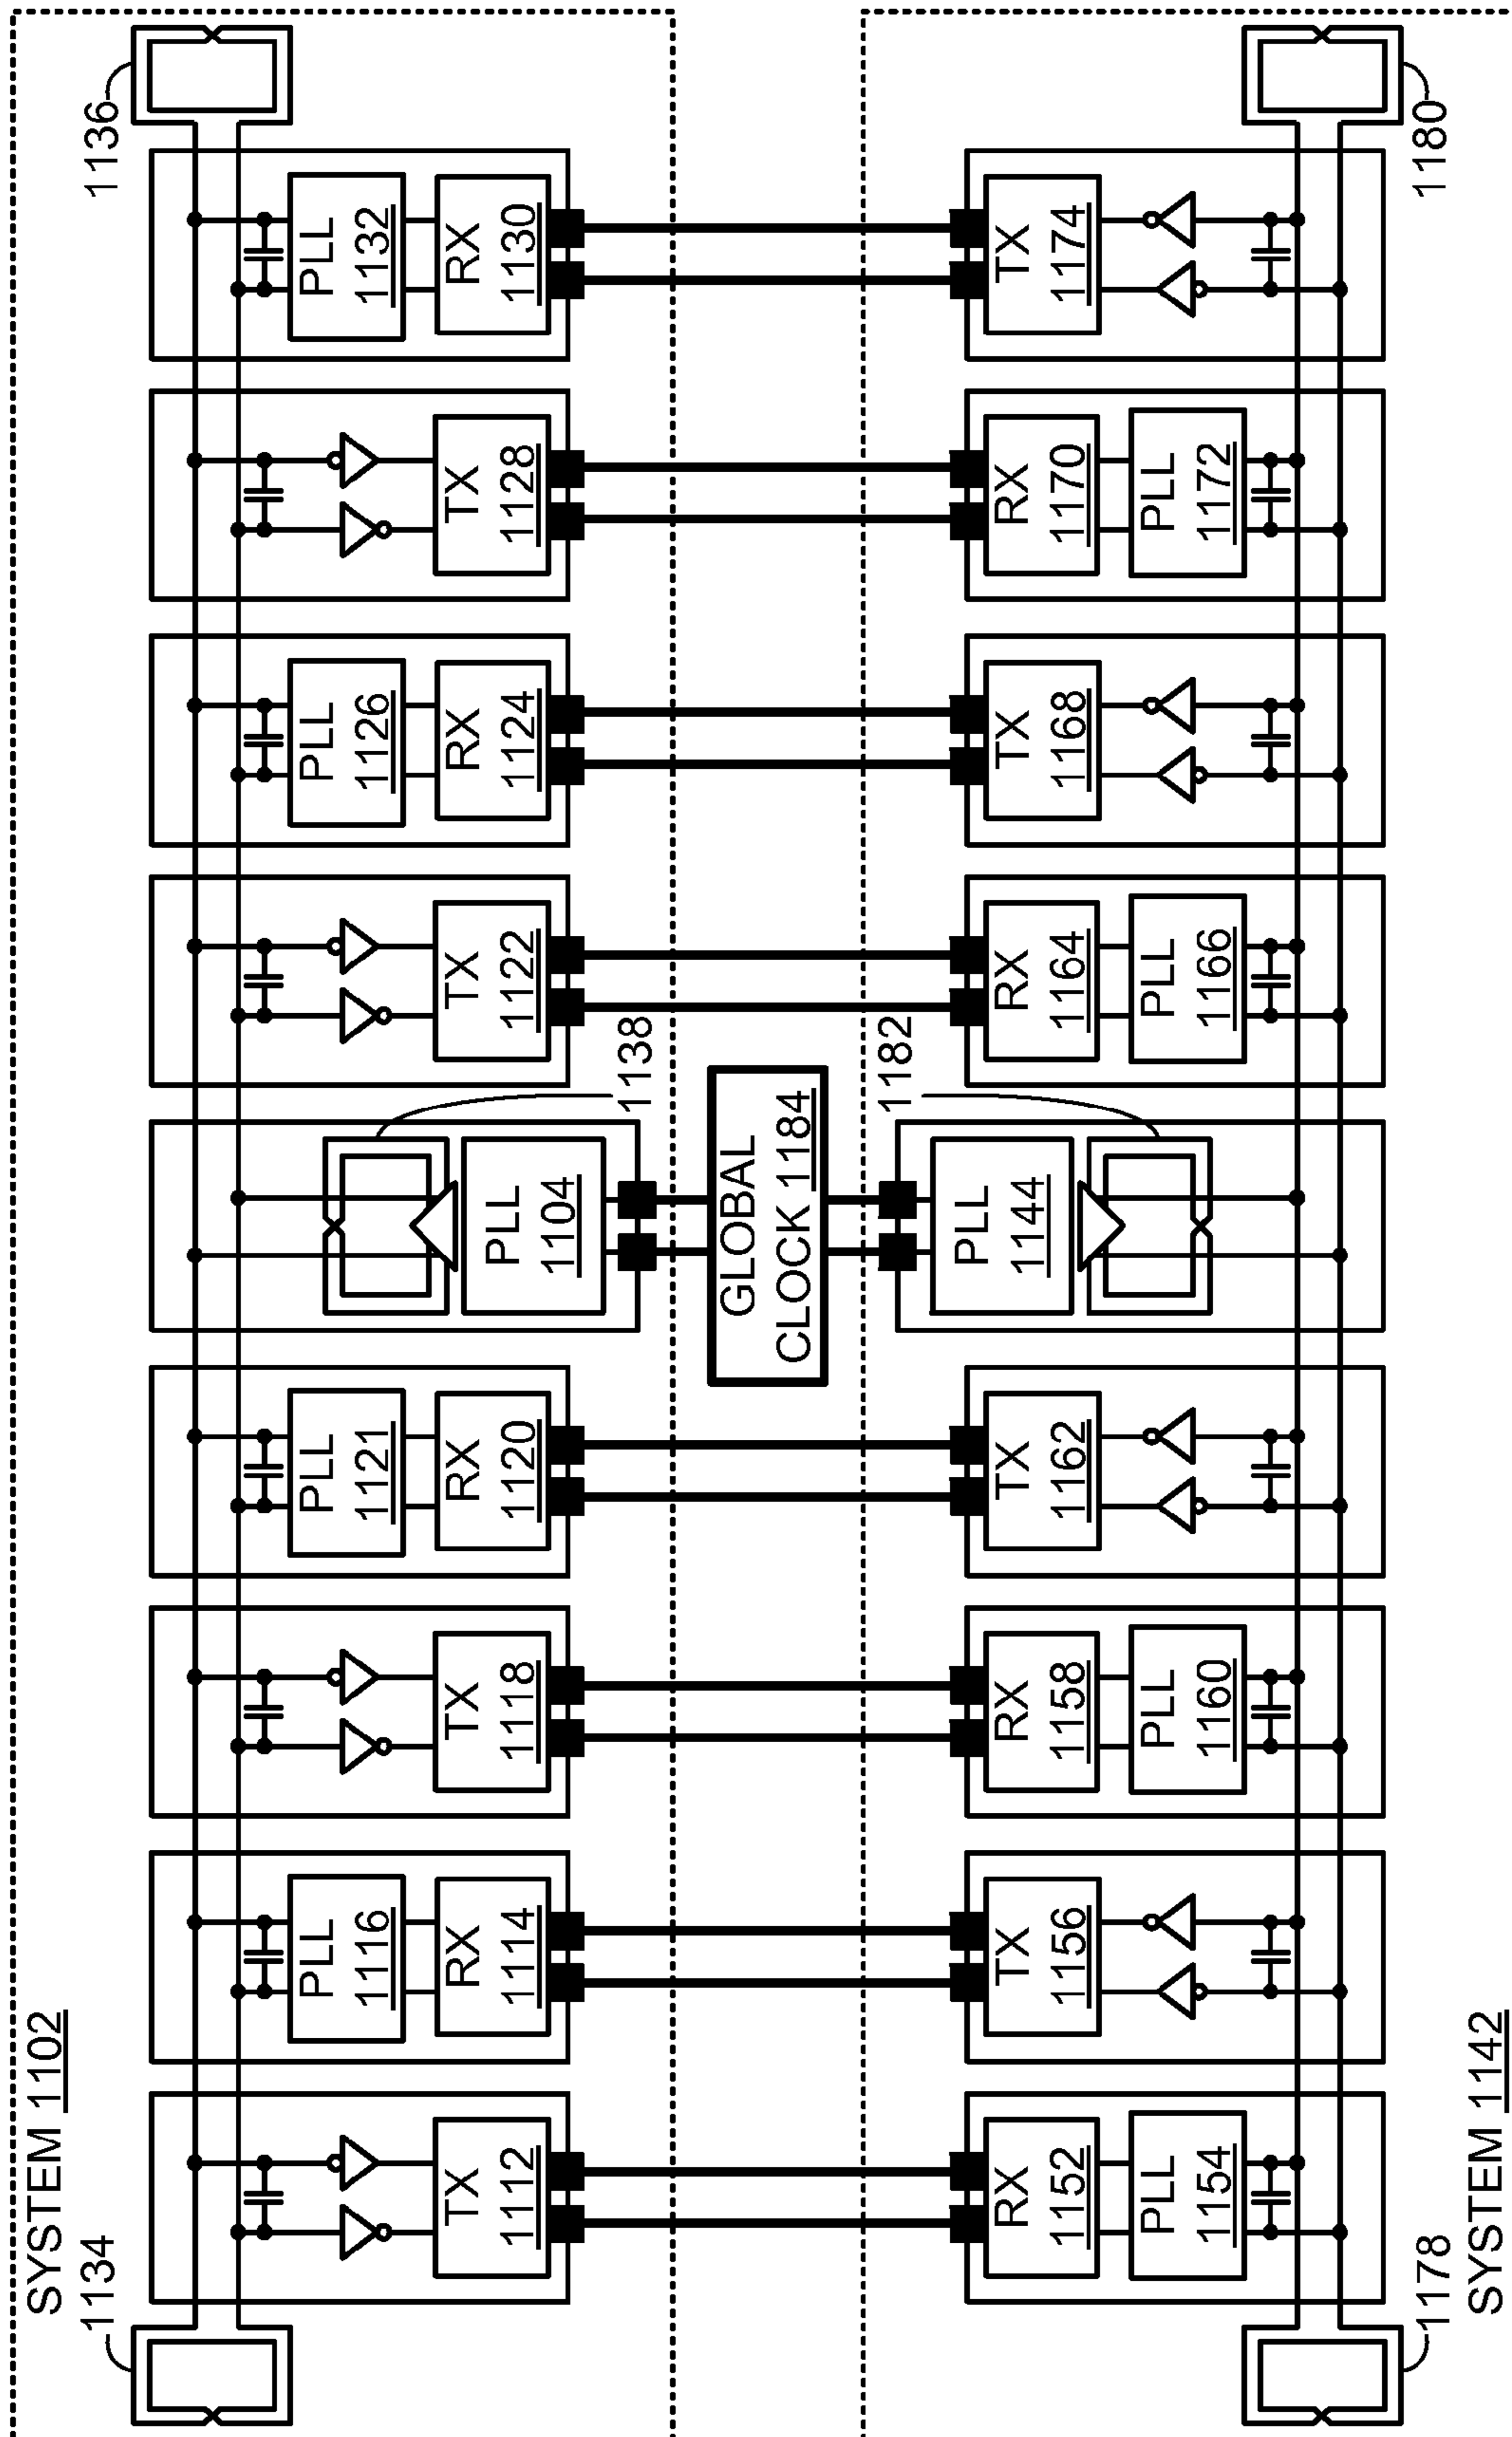 SYSTEM 1102
1134
1136
PLL
1116
PLL
1121
PLL
1126
PLL
1132
TX
1112
RX
1114
TX
1118
RX
1120
PLL
1104
TX
1122
RX
1124
TX
1128
RX
1130
1138
GLOBAL
CLOCK 1184
1182
RX
1152
TX
1156
RX
1158
TX
1162
PLL
1144
RX
1164
TX
1168
RX
1170
TX
1174
PLL
1154
PLL
1160
PLL
1166
PLL
1172
1178
1180
SYSTEM 1142